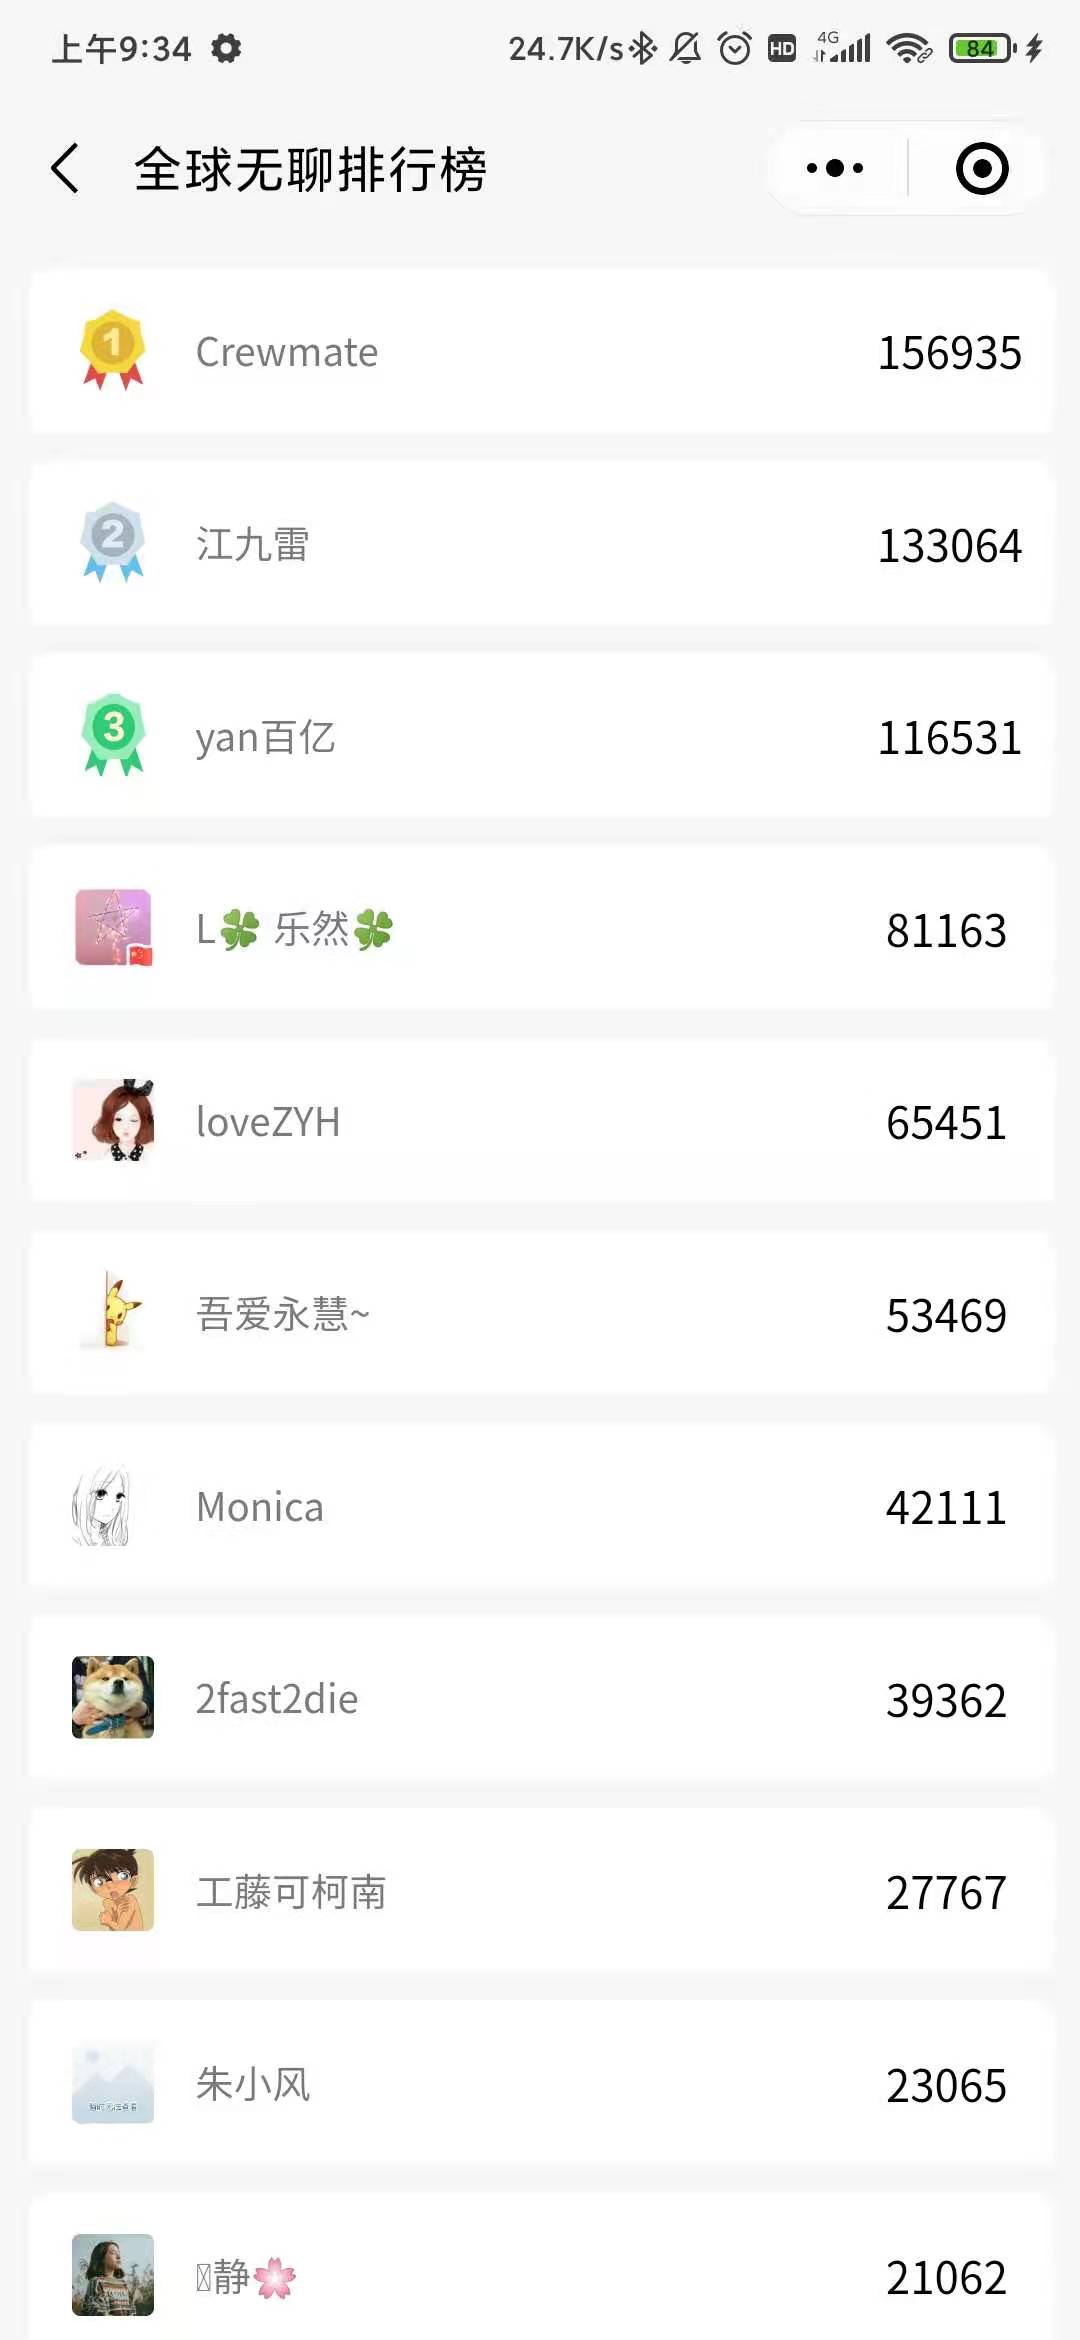 上午9:34 24.7K/s HD 4G 84
全球无聊排行榜
1 Crewmate 156935
2 江九雷 133064
3 yan百亿 116531
L🍀 乐然🍀 81163
loveZYH 65451
吾爱永慧~ 53469
Monica 42111
2fast2die 39362
工藤可柯南 27767
朱小风 23065
静🌸 21062